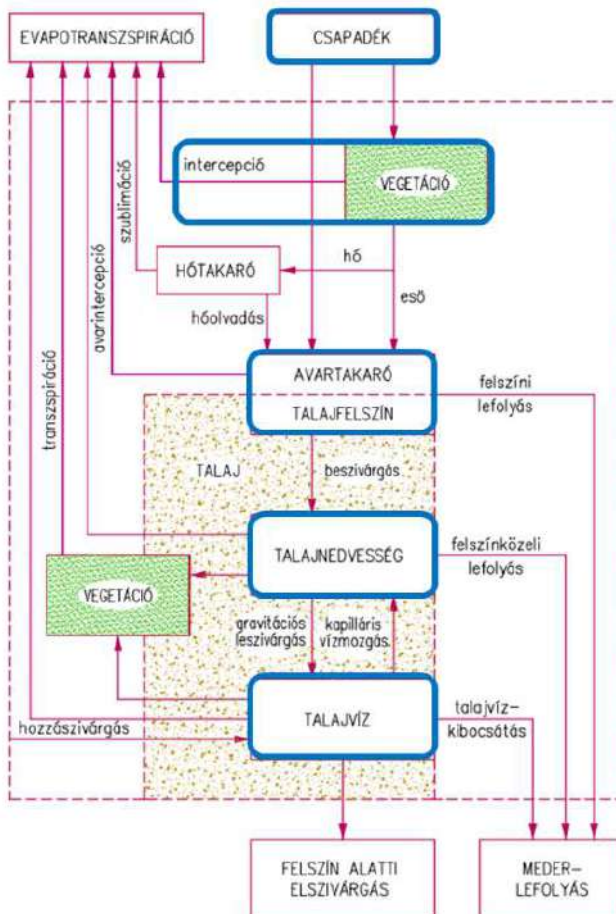 EVAPOTRANSZSPIRÁCIÓ
CSAPADÉK
intercepció
VEGETÁCIÓ
szublimáció
HÓTAKARÓ
hó
hóolvadás
eső
avarintercepció
transzspiráció
AVARTAKARÓ
TALAJFELSZÍN
felszíni
lefolyás
TALAJ
beszivárgás
TALAJNEDVESSÉG
felszínközeli
lefolyás
VEGETÁCIÓ
gravitációs
leszivárgás
kapilláris
vízmozgás
TALAJVÍZ
talajvíz-
kibocsátás
hozzászivárgás
FELSZÍN ALATTI
ELSZIVÁRGÁS
MEDER-
LEFOLYÁS